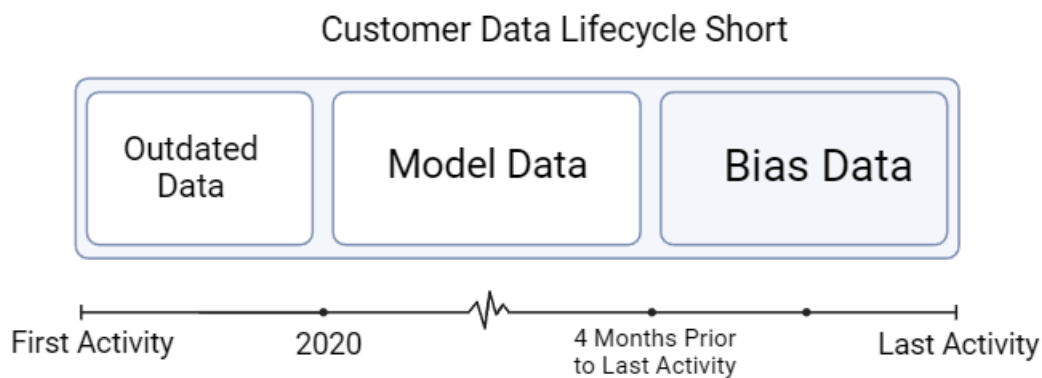 Customer Data Lifecycle Short
Outdated
Data
Model Data
Bias Data
First Activity
2020
4 Months Prior
to Last Activity
Last Activity